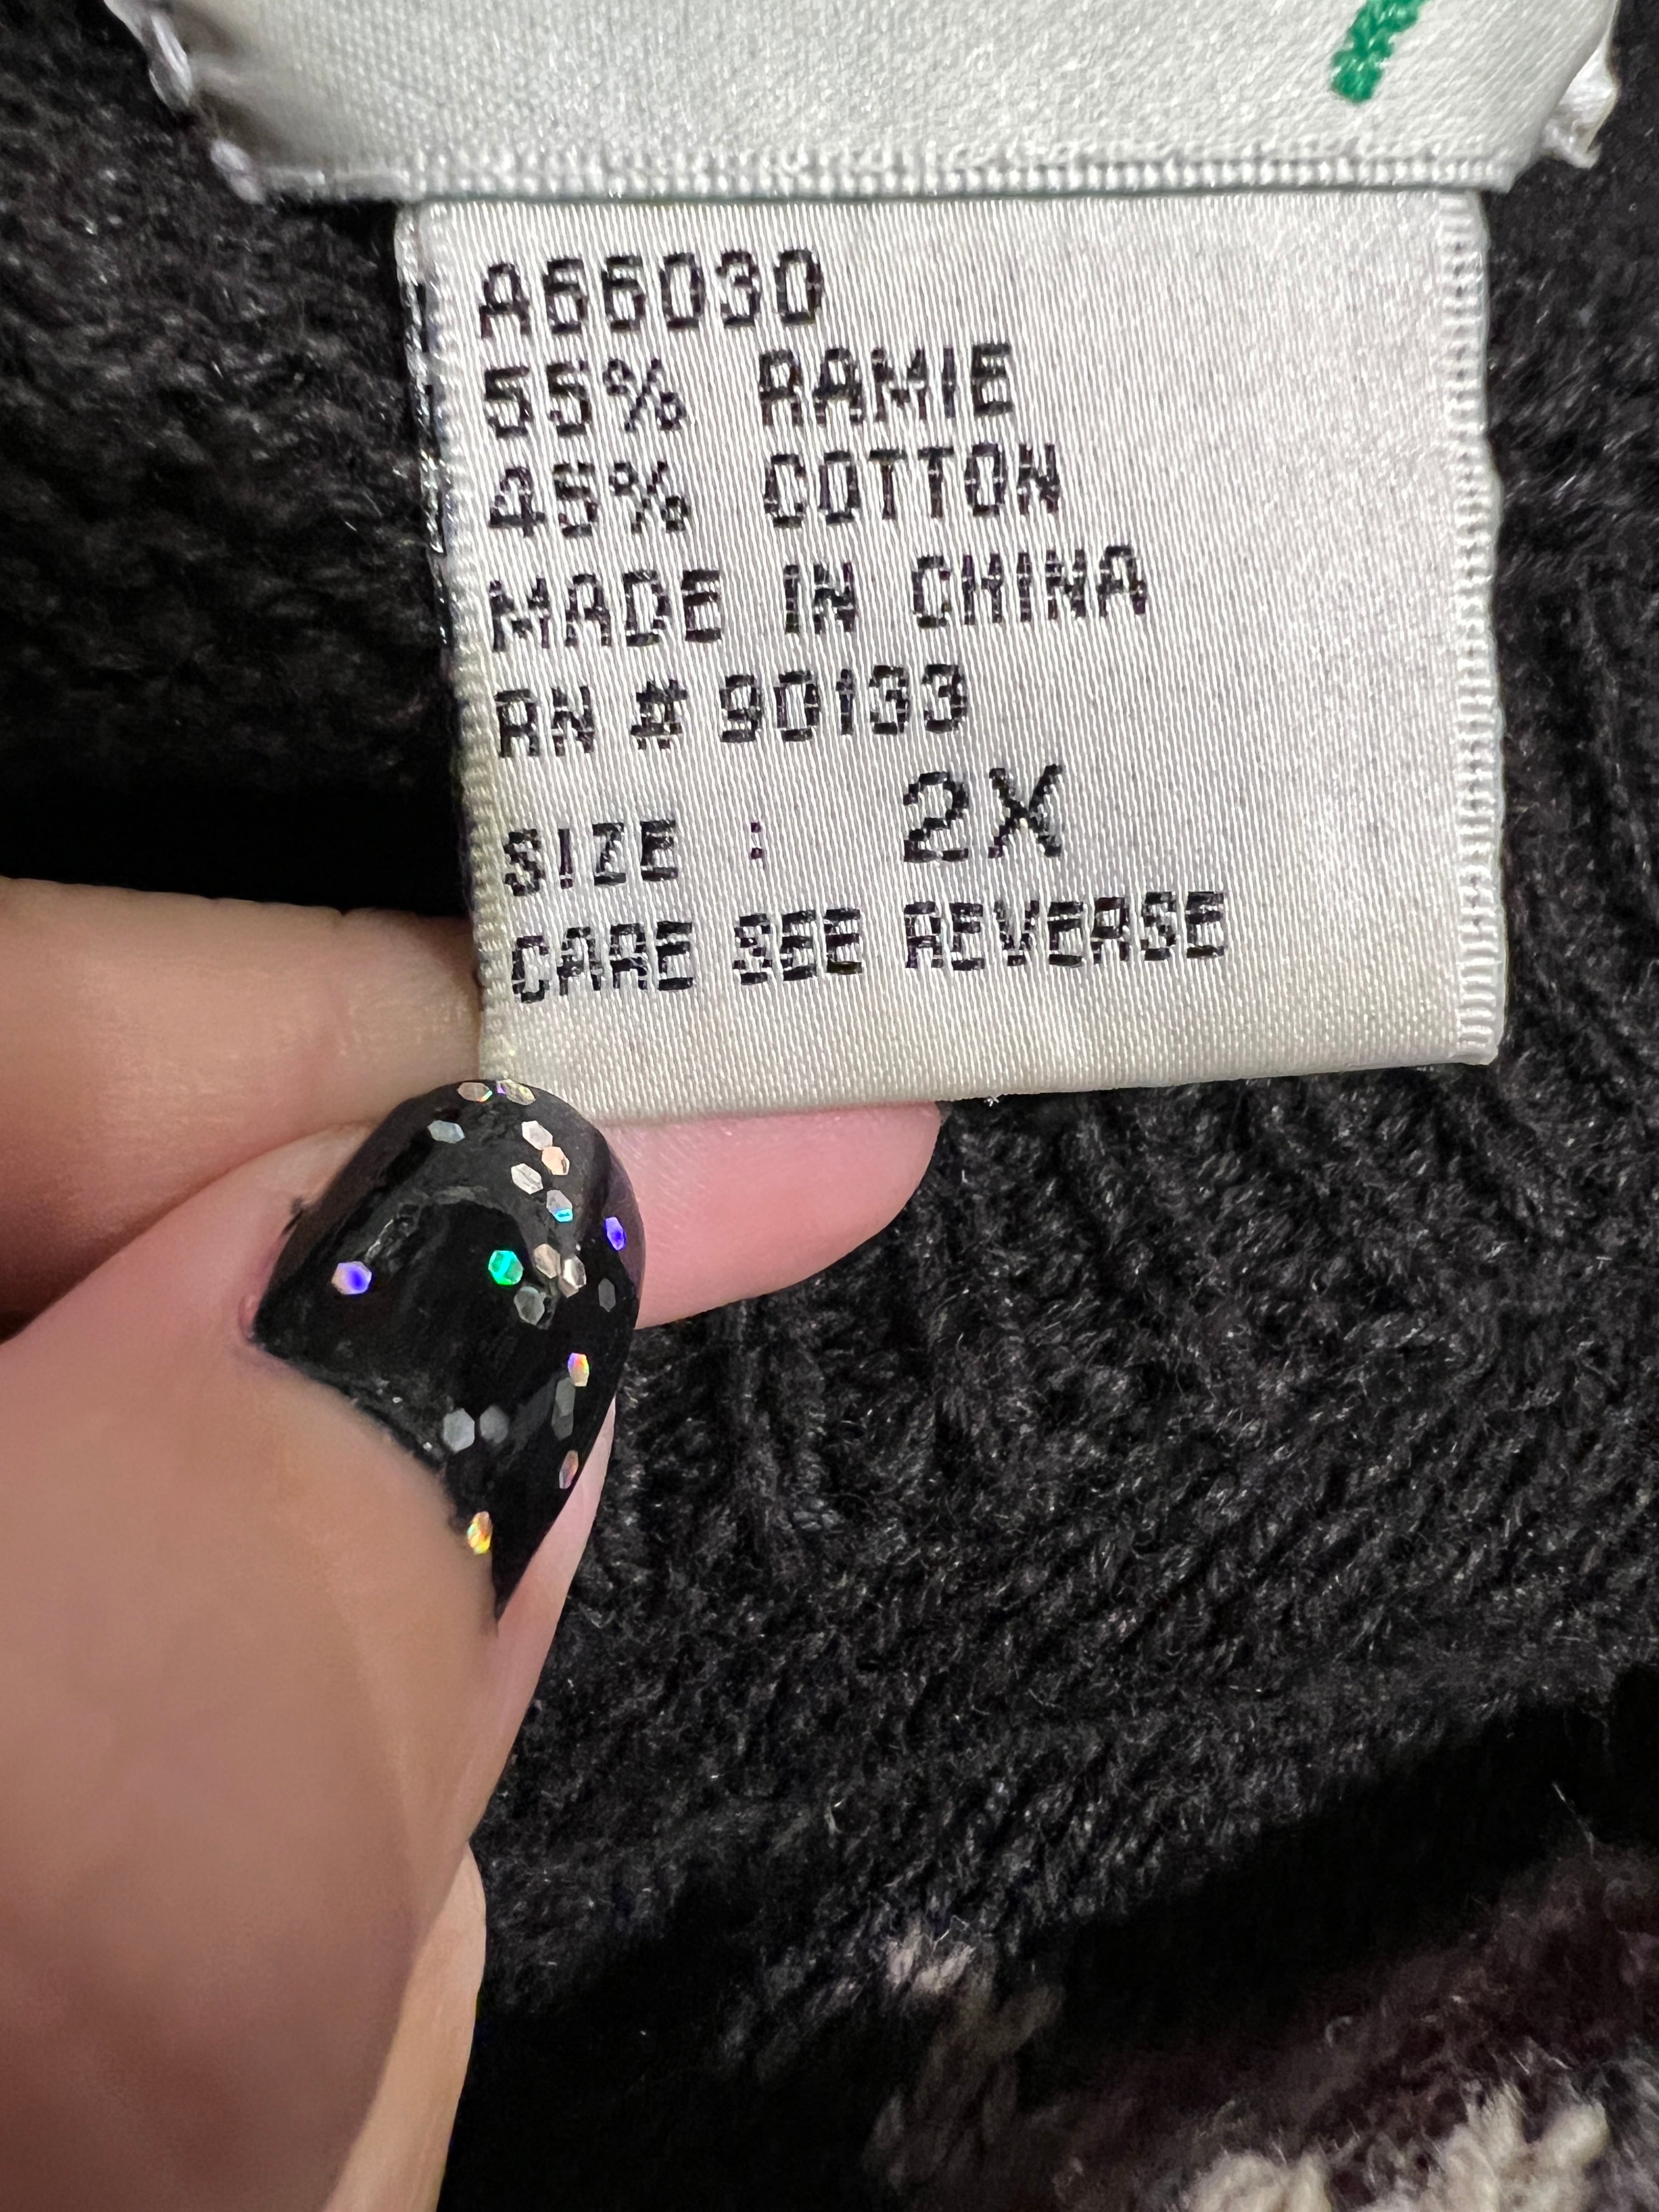 A66030
55% RAMIE
45% COTTON
MADE IN CHINA
RN # 90133
SIZE : 2X
CARE SEE REVERSE